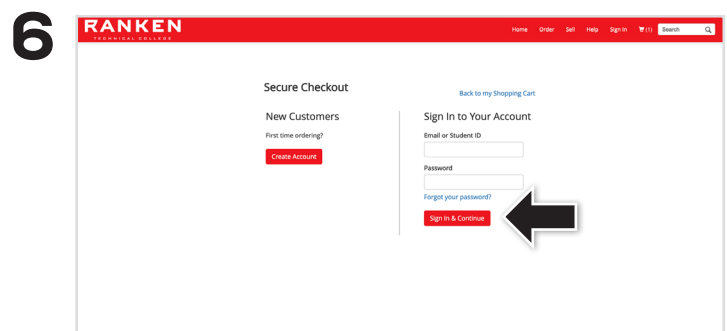 6
RANKEN
TECHNICAL COLLEGE
Home Order Sell Help Sign In (1) Search
Secure Checkout
Back to my Shopping Cart
New Customers
First time ordering?
Create Account
Sign In to Your Account
Email or Student ID
Password
Forgot your password?
Sign In & Continue